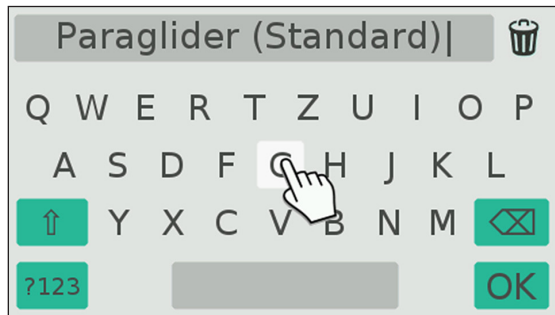 Paraglider (Standard)|
Q W E R T Z U I O P
A S D F G H J K L
⇧ Y X C V B N M ⌫
?123 OK